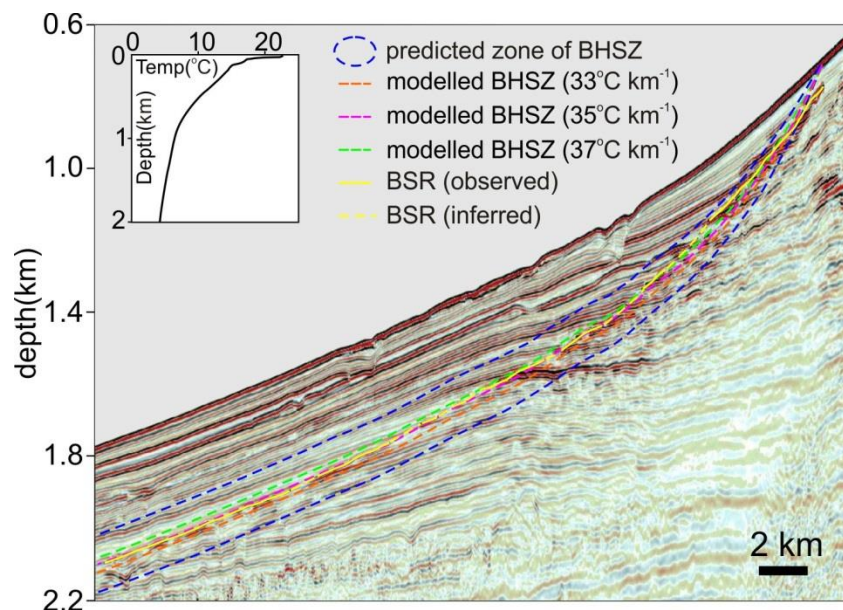 0.6
0 10 20
0
Temp(°C)
Depth(km)
1
2
predicted zone of BHSZ
modelled BHSZ (33°C km⁻¹)
modelled BHSZ (35°C km⁻¹)
modelled BHSZ (37°C km⁻¹)
BSR (observed)
BSR (inferred)
1.0
depth(km)
1.4
1.8
2.2
2 km